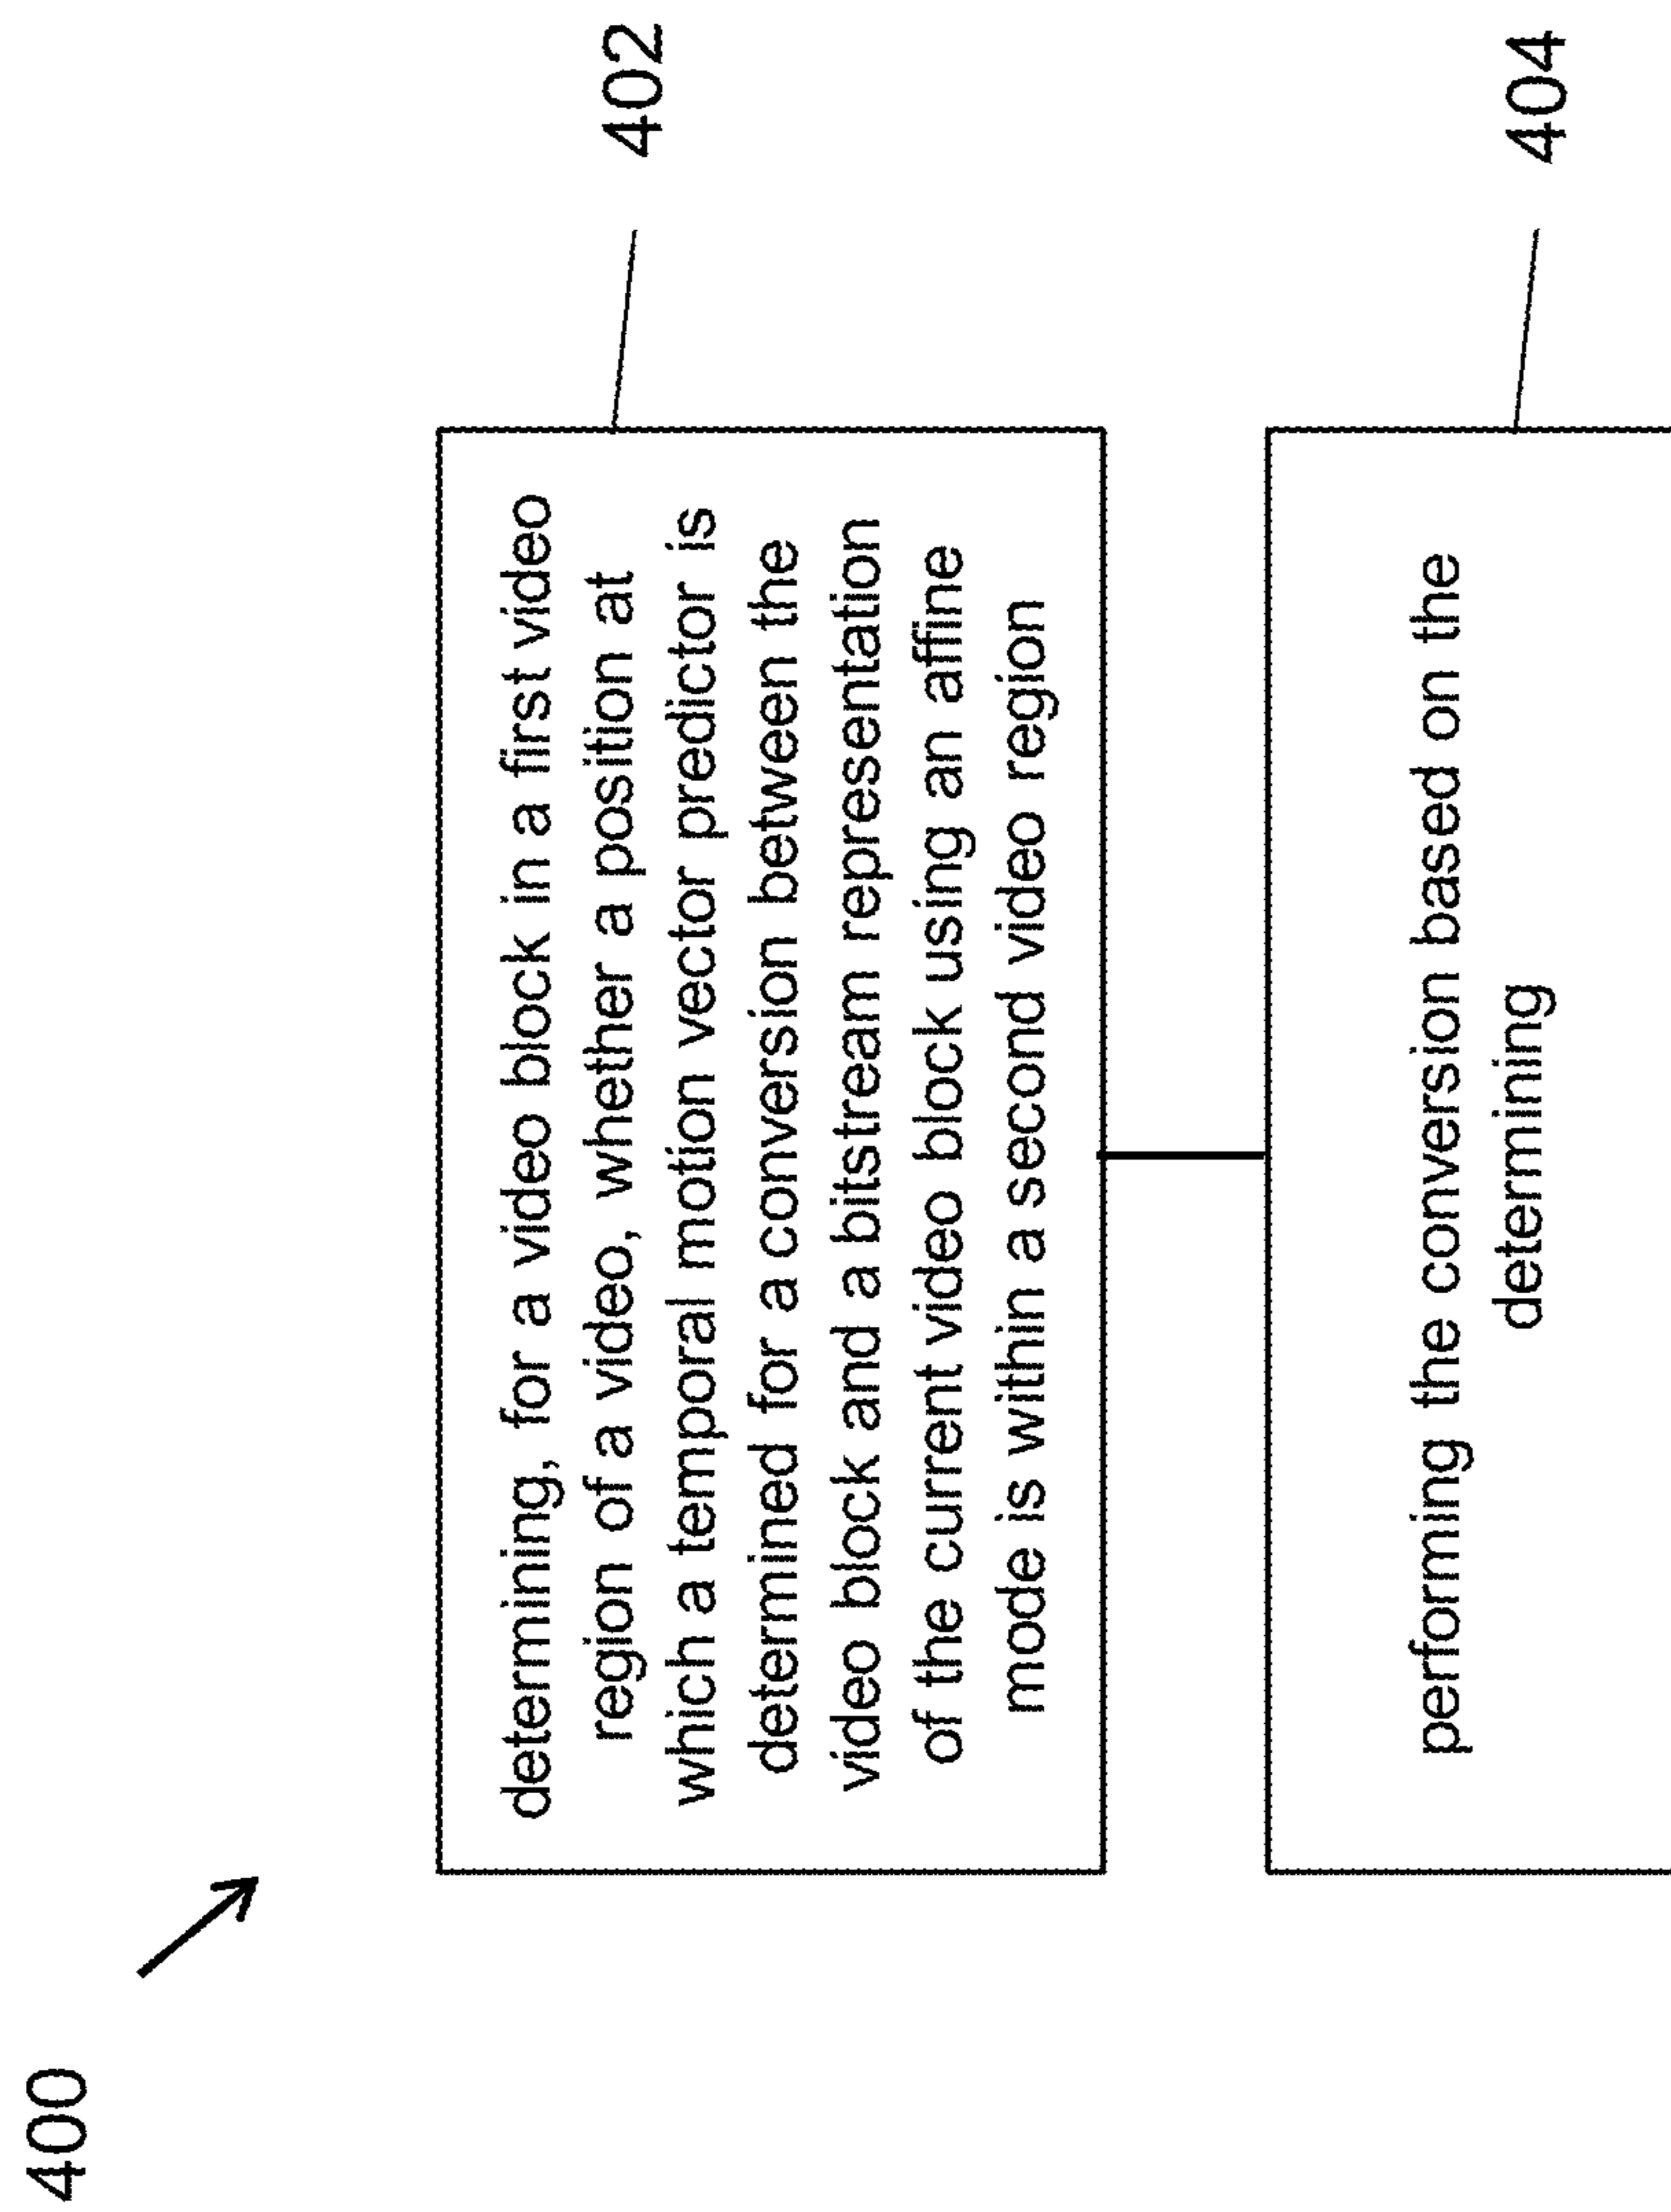 400
determining, for a video block in a first video
region of a video, whether a position at
which a temporal motion vector predictor is
determined for a conversion between the
video block and a bitstream representation
of the current video block using an affine
mode is within a second video region
402
performing the conversion based on the
determining
404